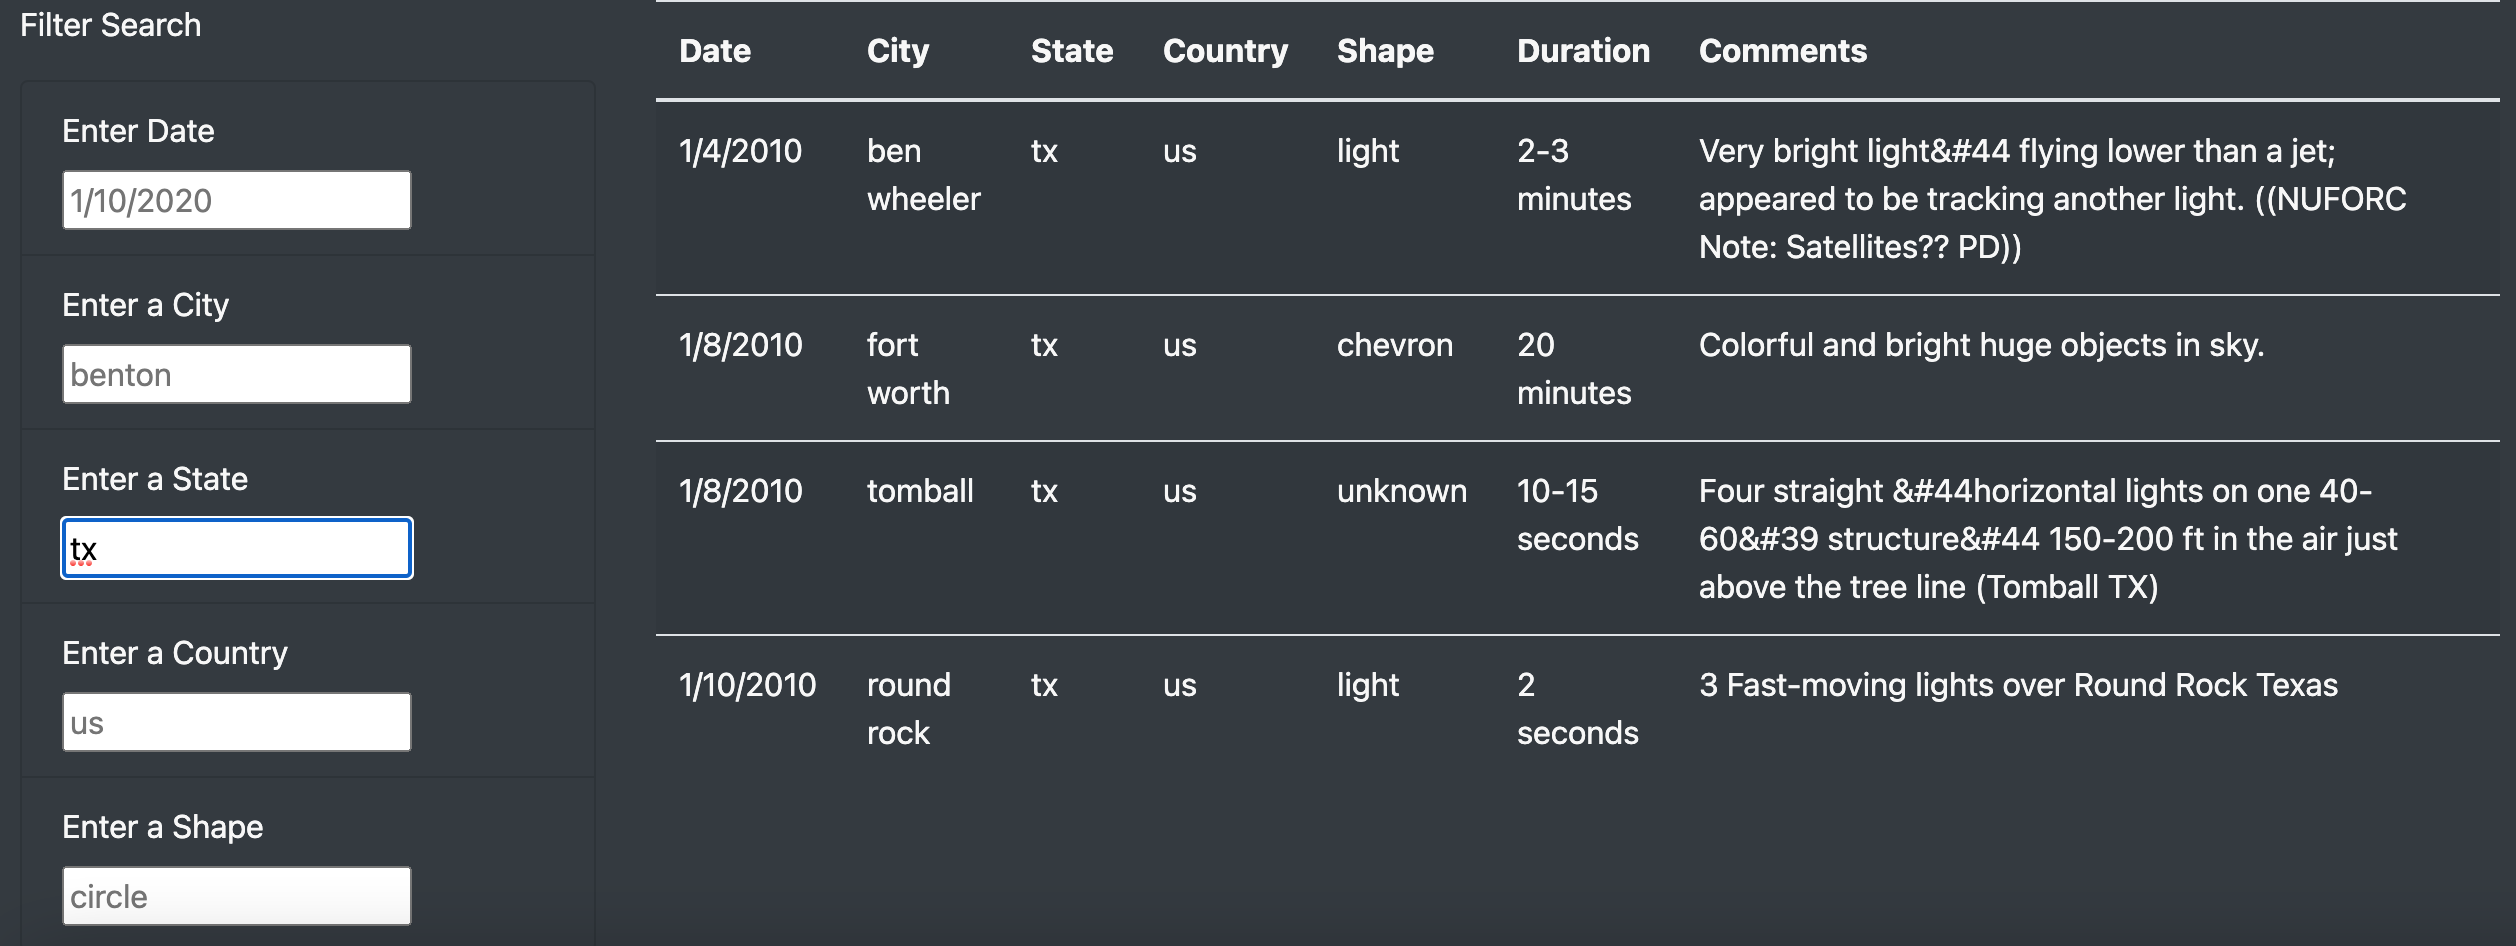 Filter Search
Enter Date
1/10/2020
Enter a City
benton
Enter a State
tx
Enter a Country
us
Enter a Shape
circle
Date City State Country Shape Duration Comments
1/4/2010 ben tx us light 2-3 Very bright light&#44 flying lower than a jet;
wheeler minutes appeared to be tracking another light. ((NUFORC
Note: Satellites?? PD))
1/8/2010 fort tx us chevron 20 Colorful and bright huge objects in sky.
worth minutes
1/8/2010 tomball tx us unknown 10-15 Four straight &#44horizontal lights on one 40-
seconds 60&#39 structure&#44 150-200 ft in the air just
above the tree line (Tomball TX)
1/10/2010 round tx us light 2 3 Fast-moving lights over Round Rock Texas
rock seconds